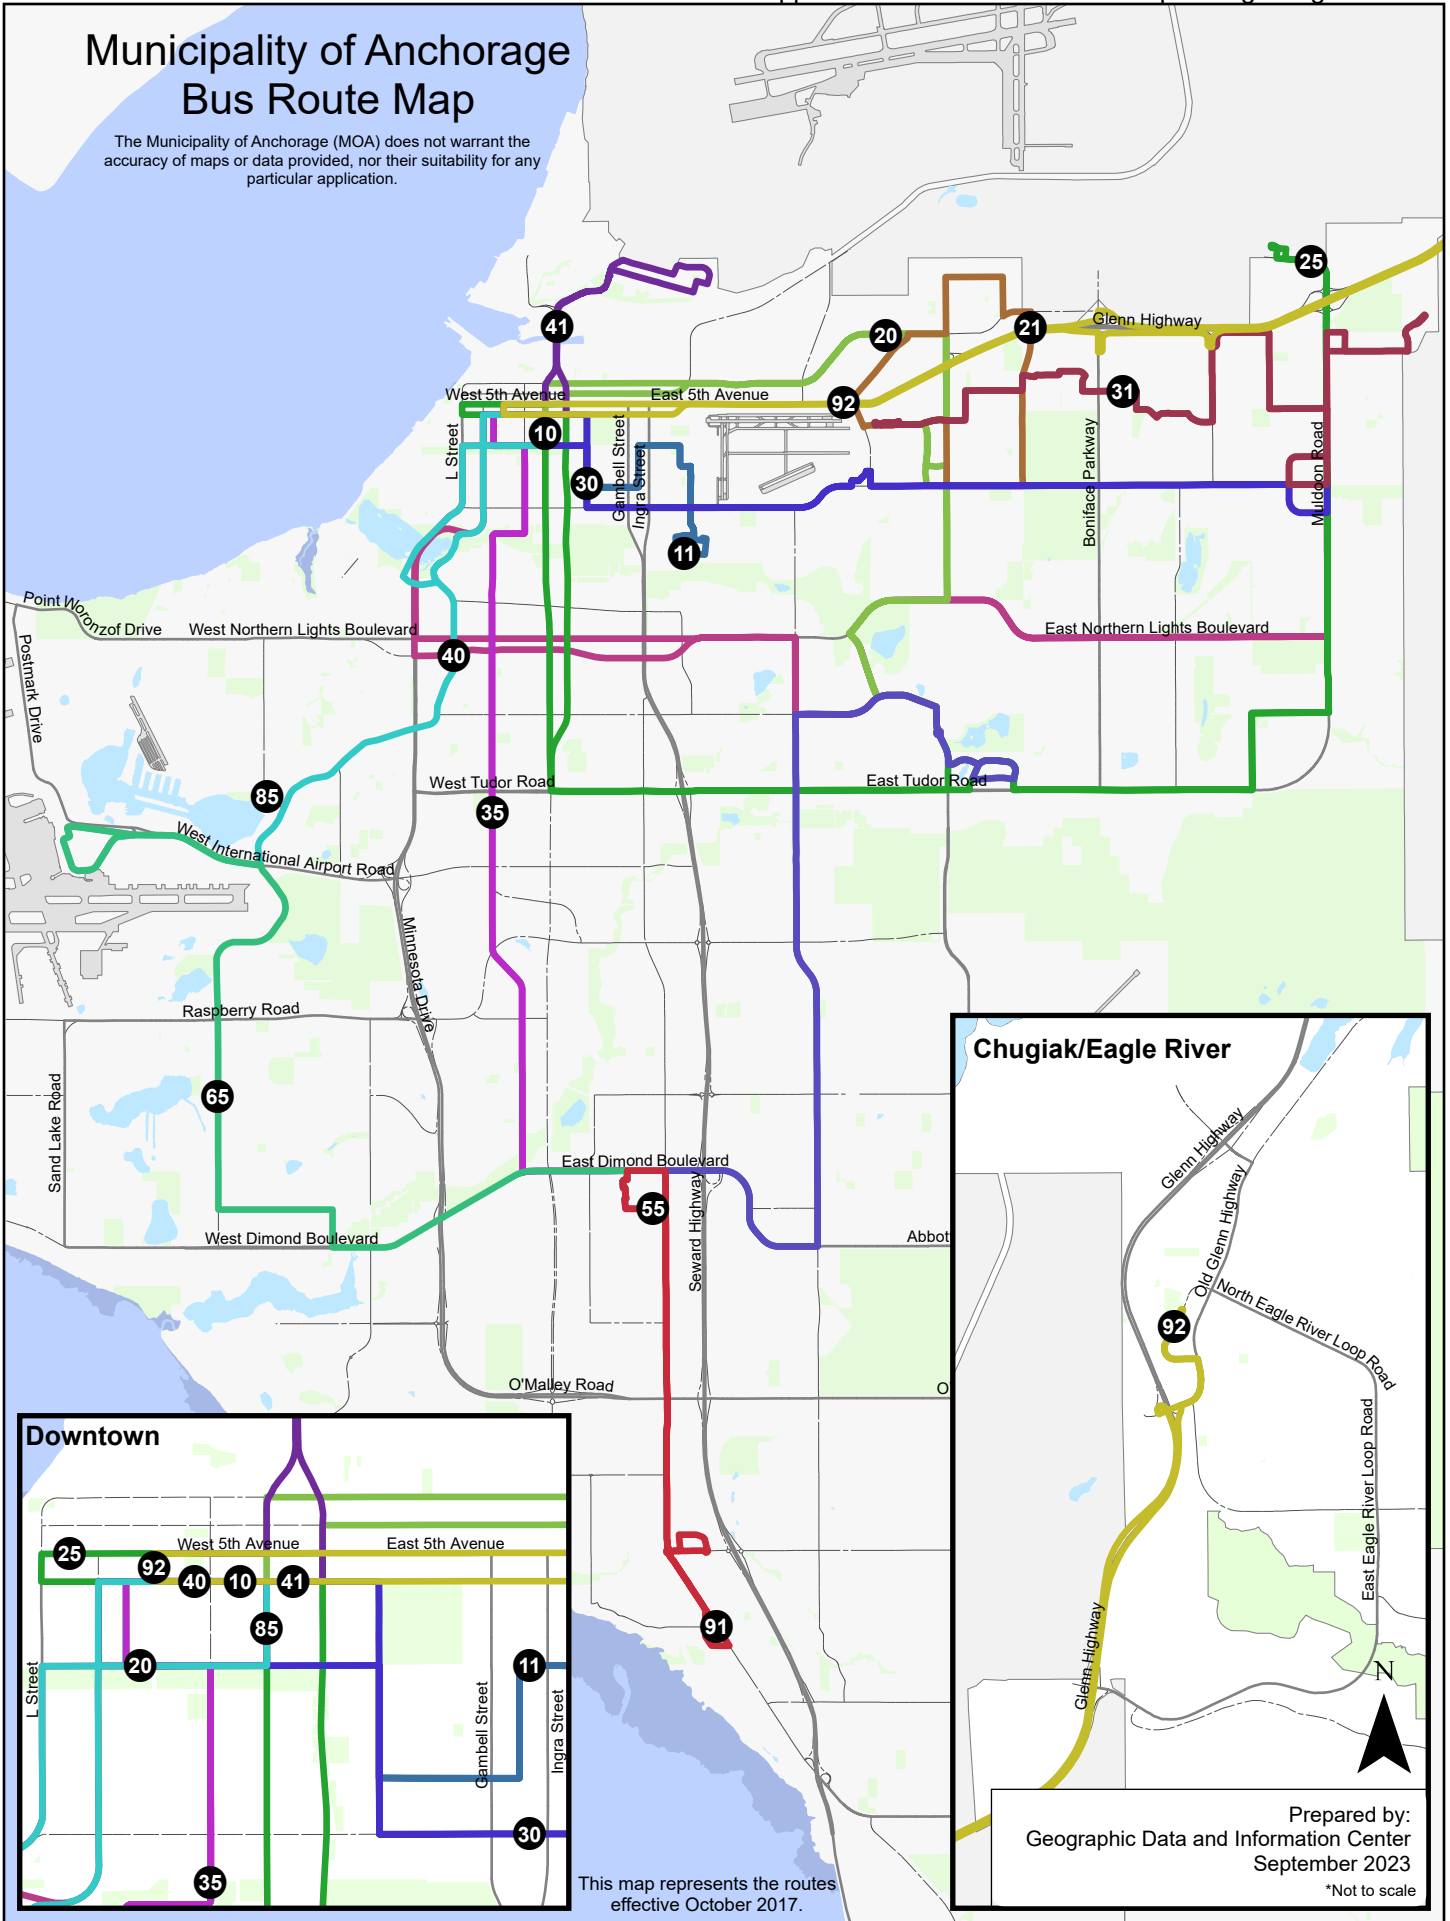 Municipality of Anchorage
Bus Route Map
The Municipality of Anchorage (MOA) does not warrant the
accuracy of maps or data provided, nor their suitability for any
particular application.
25
41
20
21
Glenn Highway
West 5th Avenue
East 5th Avenue
92
31
10
L Street
Gambell Street
Ingra Street
30
Boniface Parkway
Muldoon Road
11
Point Woronzof Drive
West Northern Lights Boulevard
East Northern Lights Boulevard
40
Postmark Drive
West Tudor Road
East Tudor Road
85
35
West International Airport Road
Minnesota Drive
Raspberry Road
Sand Lake Road
65
East Dimond Boulevard
55
Seward Highway
West Dimond Boulevard
Abbot
O'Malley Road
O
91
Chugiak/Eagle River
Glenn Highway
Old Glenn Highway
North Eagle River Loop Road
92
East Eagle River Loop Road
Glenn Highway
N
Prepared by:
Geographic Data and Information Center
September 2023
*Not to scale
Downtown
West 5th Avenue
East 5th Avenue
25
92
40
10
41
85
20
11
L Street
Gambell Street
Ingra Street
30
35
This map represents the routes
effective October 2017.